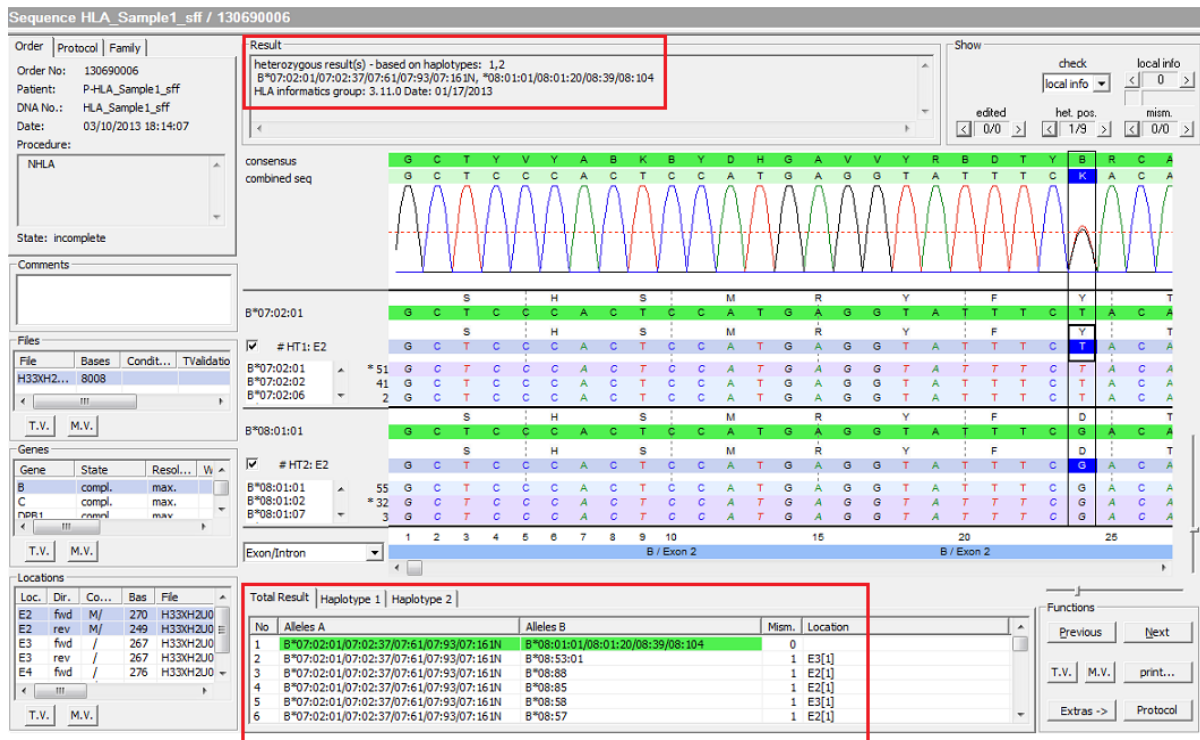 Sequence HLA_Sample1_sff / 130690006
Order Protocol Family
Order No: 130690006
Patient: P-HLA_Sample1_sff
DNA No.: HLA_Sample1_sff
Date: 03/10/2013 18:14:07
Procedure:
NHLA
State: incomplete
Comments
Files
File Bases Condit... TValidatio
H33XH2... 8008
T.V. M.V.
Genes
Gene State Resol... W
B compl. max.
C compl. max.
DPB1 compl max
T.V. M.V.
Locations
Loc. Dir. Co... Bas File
E2 fwd M/ 270 H33XH2U0
E2 rev M/ 249 H33XH2U0
E3 fwd / 267 H33XH2U0
E3 rev / 267 H33XH2U0
E4 fwd / 276 H33XH2U0
T.V. M.V.
Result
heterozygous result(s) - based on haplotypes: 1,2
B*07:02:01/07:02:37/07:61/07:93/07:161N, *08:01:01/08:01:20/08:39/08:104
HLA informatics group: 3.11.0 Date: 01/17/2013
Show
check local info
local info < 0 >
edited het. pos. mism.
< 0/0 > < 1/9 > < 0/0 >
consensus G C T Y V Y A B K B Y D H G A V V Y R B D T Y B R C A
combined seq G C T C C C A C T C C A T G A G G T A T T T C K A C A
S H S M R Y F Y T
B*07:02:01 G C T C C C A C T C C A T G A G G T A T T T C T A C A
S H S M R Y F Y T
# HT1: E2 G C T C C C A C T C C A T G A G G T A T T T C T A C A
B*07:02:01 * 51 G C T C C C A C T C C A T G A G G T A T T T C T A C A
B*07:02:02 41 G C T C C C A C T C C A T G A G G T A T T T C T A C A
B*07:02:06 2 G C T C C C A C T C C A T G A G G T A T T T C T A C A
S H S M R Y F D T
B*08:01:01 G C T C C C A C T C C A T G A G G T A T T T C G A C A
S H S M R Y F D T
# HT2: E2 G C T C C C A C T C C A T G A G G T A T T T C G A C A
B*08:01:01 55 G C T C C C A C T C C A T G A G G T A T T T C G A C A
B*08:01:02 * 32 G C T C C C A C T C C A T G A G G T A T T T C G A C A
B*08:01:07 3 G C T C C C A C T C C A T G A G G T A T T T C G A C A
1 2 3 4 5 6 7 8 9 10 15 20 25
Exon/Intron B / Exon 2 B / Exon 2
Total Result Haplotype 1 Haplotype 2
No Alleles A Alleles B Mism. Location
1 B*07:02:01/07:02:37/07:61/07:93/07:161N B*08:01:01/08:01:20/08:39/08:104 0
2 B*07:02:01/07:02:37/07:61/07:93/07:161N B*08:53:01 1 E3[1]
3 B*07:02:01/07:02:37/07:61/07:93/07:161N B*08:88 1 E2[1]
4 B*07:02:01/07:02:37/07:61/07:93/07:161N B*08:85 1 E2[1]
5 B*07:02:01/07:02:37/07:61/07:93/07:161N B*08:58 1 E3[1]
6 B*07:02:01/07:02:37/07:61/07:93/07:161N B*08:57 1 E2[1]
Functions
Previous Next
T.V. M.V. print...
Extras -> Protocol